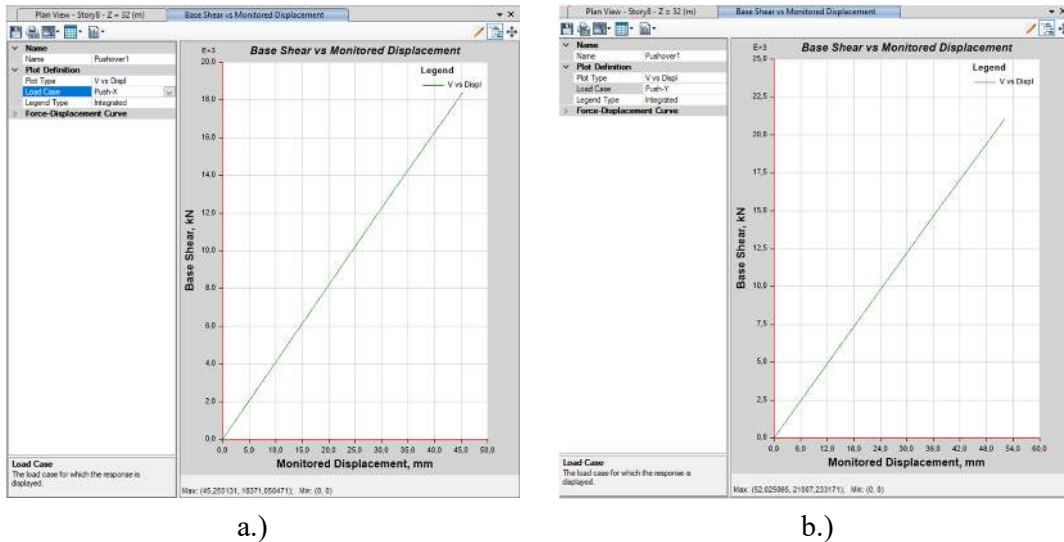 Plan View - Story8 - Z = 32 (m)
Base Shear vs Monitored Displacement
Name
Name Pushover1
Plot Definition
Plot Type V vs Displ
Load Case Push-X
Legend Type Integrated
Force-Displacement Curve
Load Case
The load case for which the response is
displayed.
E+3
Base Shear vs Monitored Displacement
Legend
V vs Displ
20,0
18,0
16,0
14,0
12,0
10,0
8,0
6,0
4,0
2,0
0,0
Base Shear, kN
0,0 5,0 10,0 15,0 20,0 25,0 30,0 35,0 40,0 45,0 50,0
Monitored Displacement, mm
Max: (45,255131, 18371,050471); Min: (0, 0)
a.)
Plan View - Story8 - Z = 32 (m)
Base Shear vs Monitored Displacement
Name
Name Pushover1
Plot Definition
Plot Type V vs Displ
Load Case Push-Y
Legend Type Integrated
Force-Displacement Curve
Load Case
The load case for which the response is
displayed.
E+3
Base Shear vs Monitored Displacement
Legend
V vs Displ
25,0
22,5
20,0
17,5
15,0
12,5
10,0
7,5
5,0
2,5
0,0
Base Shear, kN
0,0 6,0 12,0 18,0 24,0 30,0 36,0 42,0 48,0 54,0 60,0
Monitored Displacement, mm
Min: (0, 0)
b.)